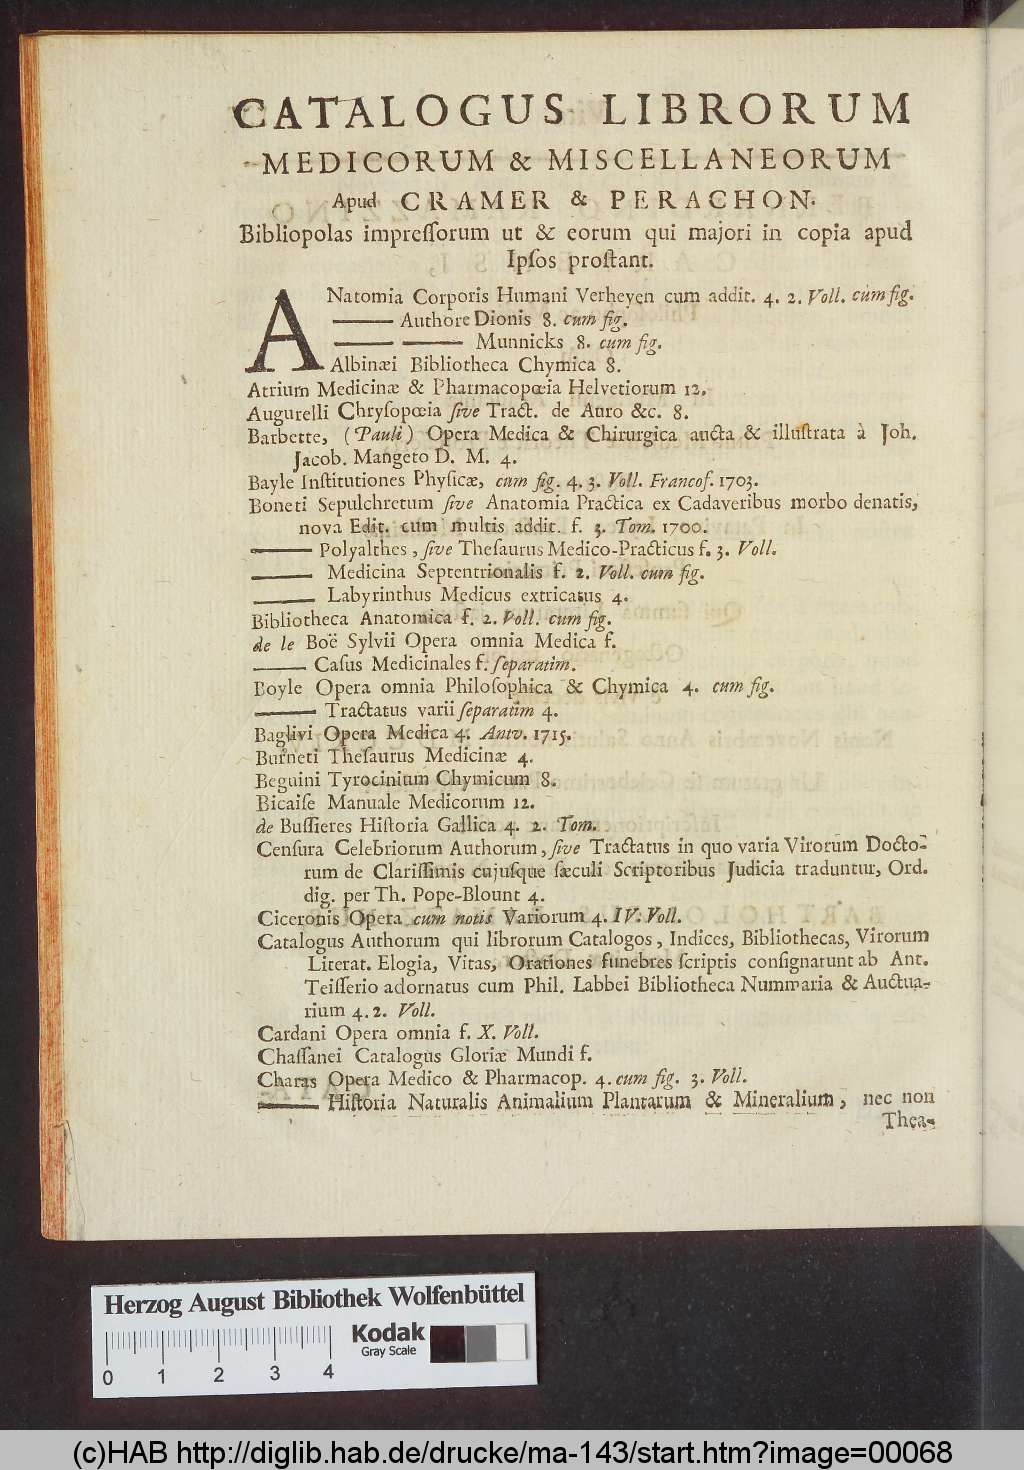 CATALOGUS LIBRORUM
MEDICORUM & MISCELLANEORUM
Apud CRAMER & PERACHON.
Bibliopolas impreſſorum ut & eorum qui majori in copia apud
Ipſos proſtant.
ANatomia Corporis Humani Verheyen cum addit. 4. 2. Voll. cum fig.
—— Authore Dionis 8. cum fig.
—— —— Munnicks 8. cum fig.
Albinæi Bibliotheca Chymica 8.
Atrium Medicinæ & Pharmacopœia Helvetiorum 12.
Augurelli Chryſopœia ſive Tract. de Auro &c. 8.
Barbette, (Pauli) Opera Medica & Chirurgica aucta & illuſtrata à Joh.
Jacob. Mangeto D. M. 4.
Bayle Inſtitutiones Phyſicæ, cum fig. 4. 3. Voll. Francof. 1703.
Boneti Sepulchretum ſive Anatomia Practica ex Cadaveribus morbo denatis,
nova Edit. cum multis addit. f. 3. Tom. 1700.
—— Polyalthes, ſive Theſaurus Medico-Practicus f. 3. Voll.
—— Medicina Septentrionalis f. 2. Voll. cum fig.
—— Labyrinthus Medicus extricatus 4.
Bibliotheca Anatomica f. 2. Voll. cum fig.
de le Boë Sylvii Opera omnia Medica f.
—— Caſus Medicinales f. ſeparatim.
Boyle Opera omnia Philoſophica & Chymica 4. cum fig.
—— Tractatus varii ſeparatim 4.
Baglivi Opera Medica 4. Antv. 1715.
Burneti Theſaurus Medicinæ 4.
Beguini Tyrocinium Chymicum 8.
Bicaiſe Manuale Medicorum 12.
de Buſſieres Hiſtoria Gallica 4. 2. Tom.
Cenſura Celebriorum Authorum, ſive Tractatus in quo varia Virorum Docto-
rum de Clariſſimis cujuſque ſæculi Scriptoribus Judicia traduntur, Ord.
dig. per Th. Pope-Blount 4.
Ciceronis Opera cum notis Variorum 4. IV. Voll.
Catalogus Authorum qui librorum Catalogos, Indices, Bibliothecas, Virorum
Literat. Elogia, Vitas, Orationes funebres ſcriptis conſignarunt ab Ant.
Teiſſerio adornatus cum Phil. Labbei Bibliotheca Nummaria & Auctua-
rium 4. 2. Voll.
Cardani Opera omnia f. X. Voll.
Chaſſanei Catalogus Gloriæ Mundi f.
Charas Opera Medico & Pharmacop. 4. cum fig. 3. Voll.
—— Hiſtoria Naturalis Animalium Plantarum & Mineralium, nec non
Thea-
Herzog August Bibliothek Wolfenbüttel
Kodak
Gray Scale
0 1 2 3 4
(c)HAB http://diglib.hab.de/drucke/ma-143/start.htm?image=00068